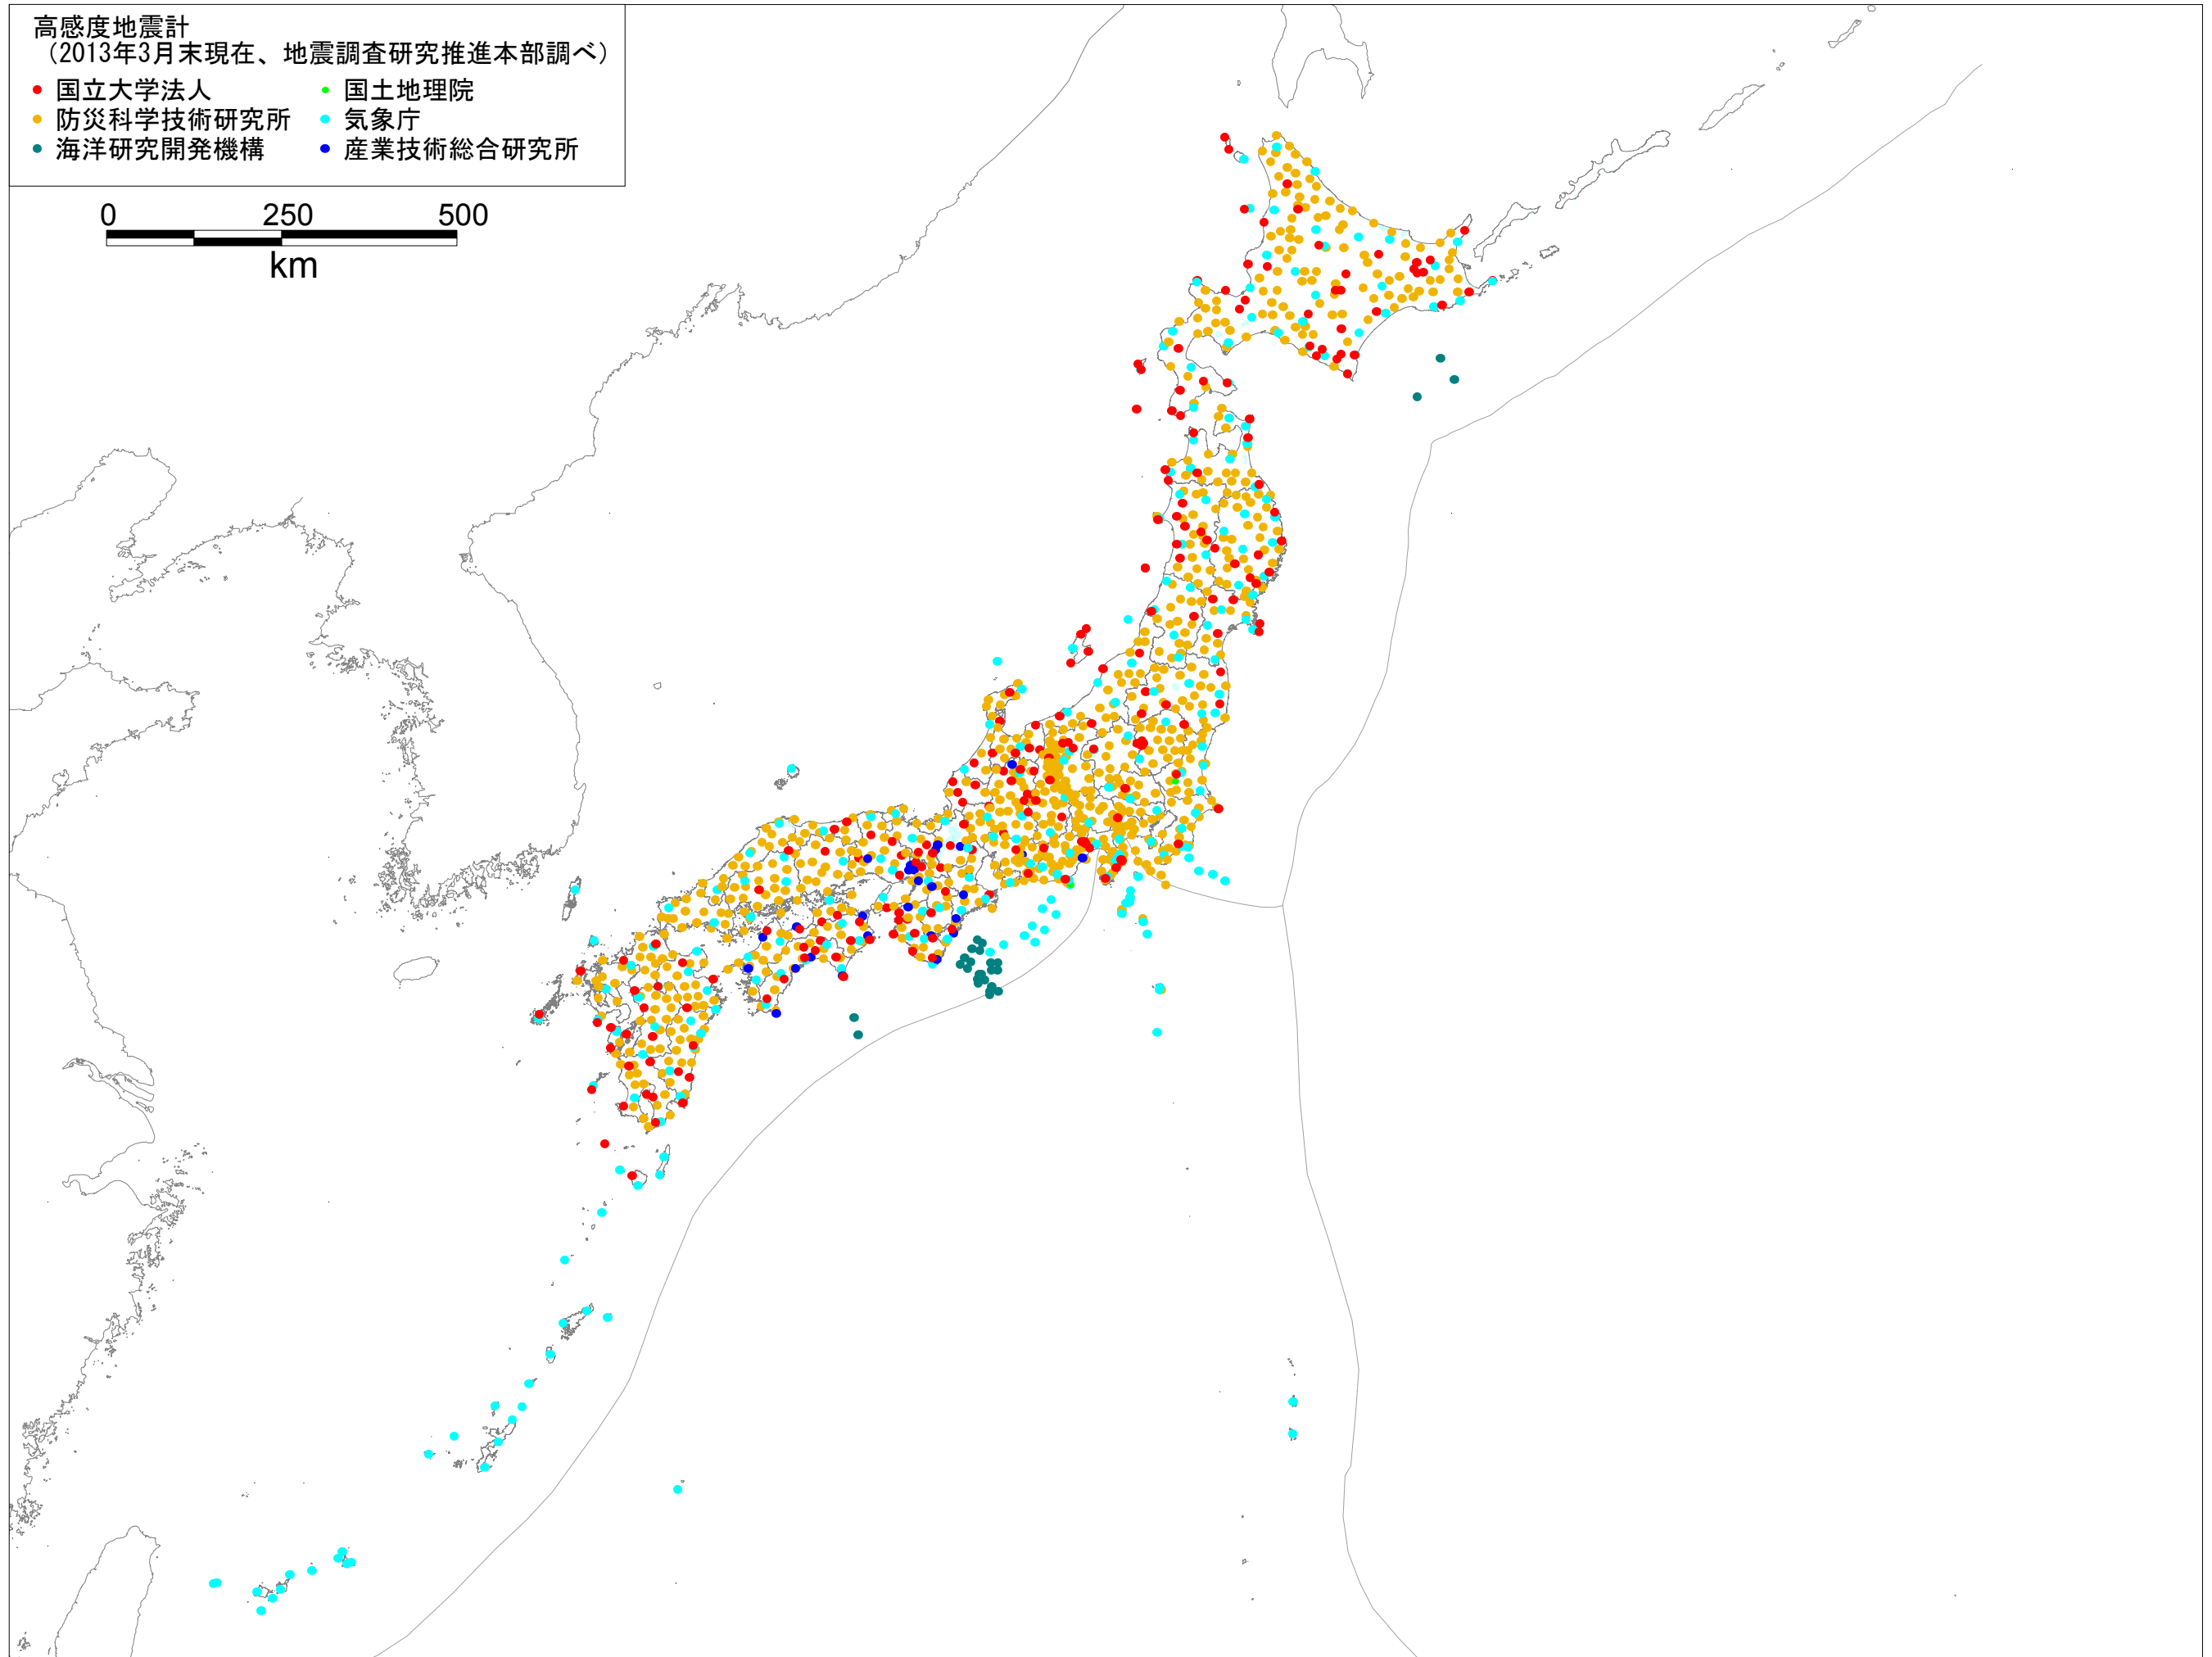 高感度地震計
（2013年3月末現在、地震調査研究推進本部調べ）
国立大学法人
国土地理院
防災科学技術研究所
気象庁
海洋研究開発機構
産業技術総合研究所
0 250 500
km